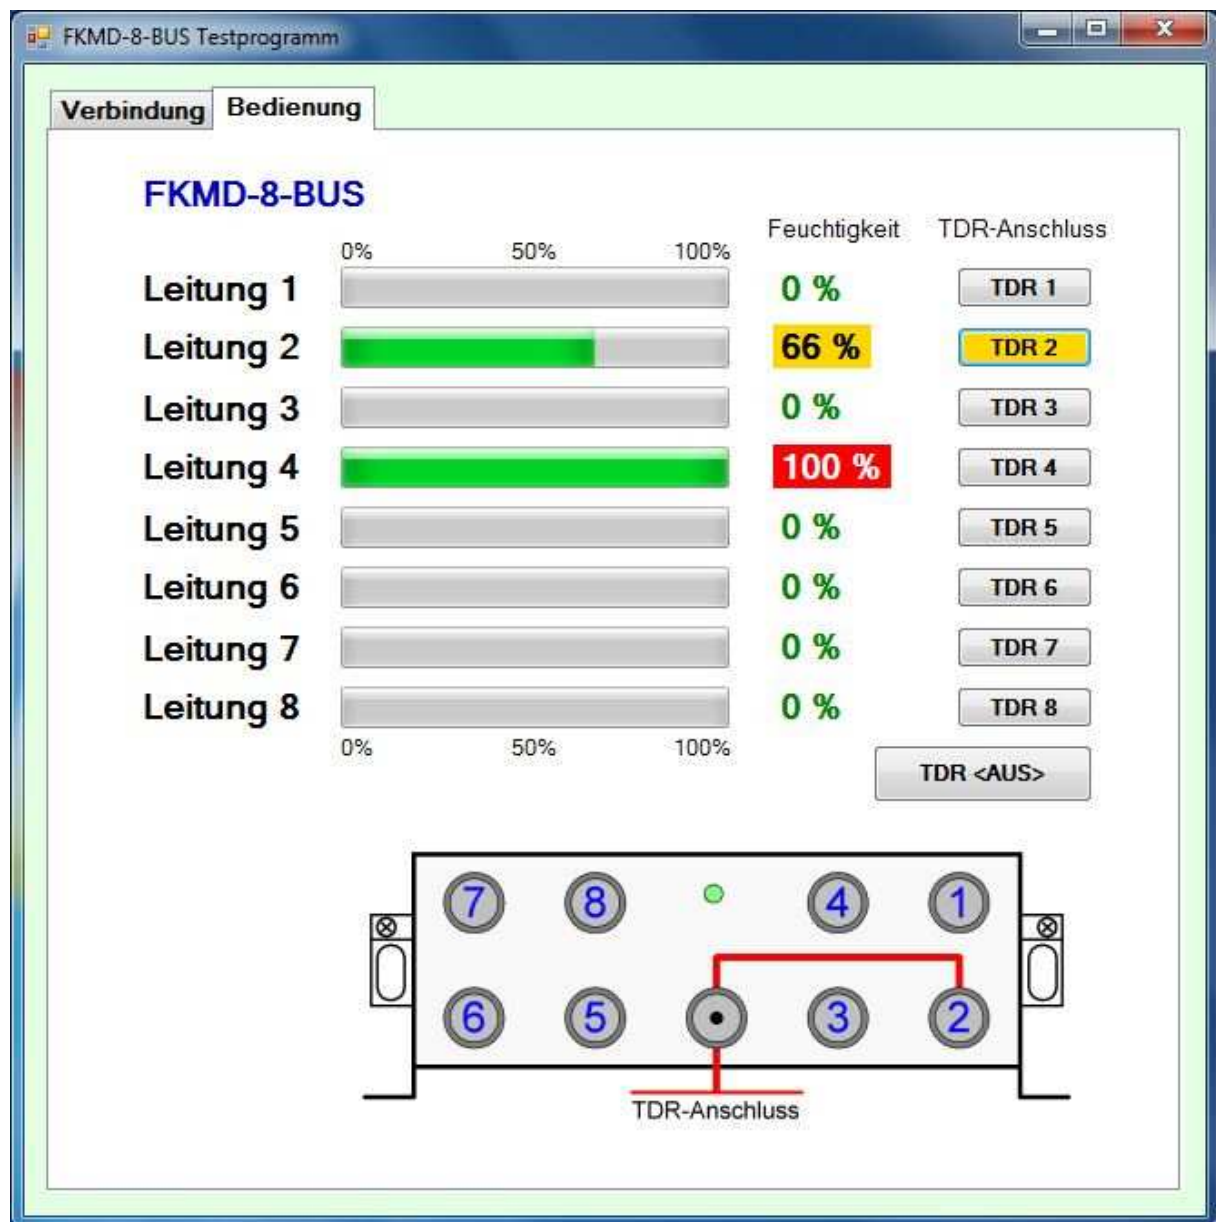 FKMD-8-BUS Testprogramm
Verbindung Bedienung
FKMD-8-BUS
Feuchtigkeit TDR-Anschluss
0% 50% 100%
Leitung 1 0 % TDR 1
Leitung 2 66 % TDR 2
Leitung 3 0 % TDR 3
Leitung 4 100 % TDR 4
Leitung 5 0 % TDR 5
Leitung 6 0 % TDR 6
Leitung 7 0 % TDR 7
Leitung 8 0 % TDR 8
0% 50% 100%
TDR <AUS>
7 8 4 1
6 5 3 2
TDR-Anschluss